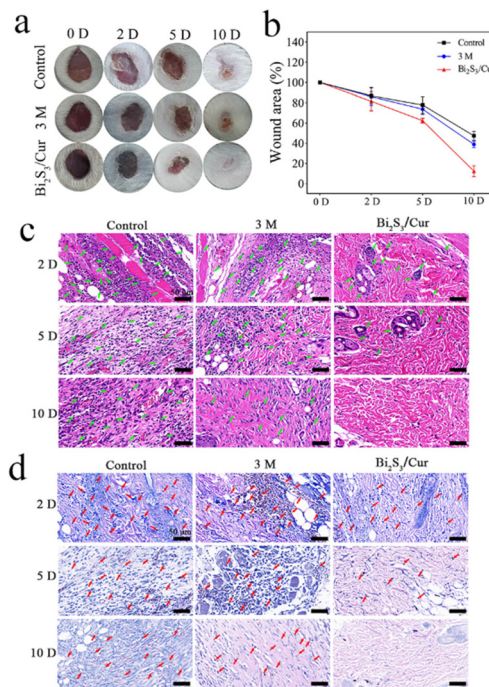 a
0 D 2 D 5 D 10 D
Control
3 M
Bi₂S₃/Cur
b
Wound area (%)
140
120
100
80
60
40
20
0
0 D 2 D 5 D 10 D
Control
3 M
Bi₂S₃/Cur
c
Control 3 M Bi₂S₃/Cur
2 D
5 D
10 D
d
Control 3 M Bi₂S₃/Cur
2 D
50 μm
5 D
10 D